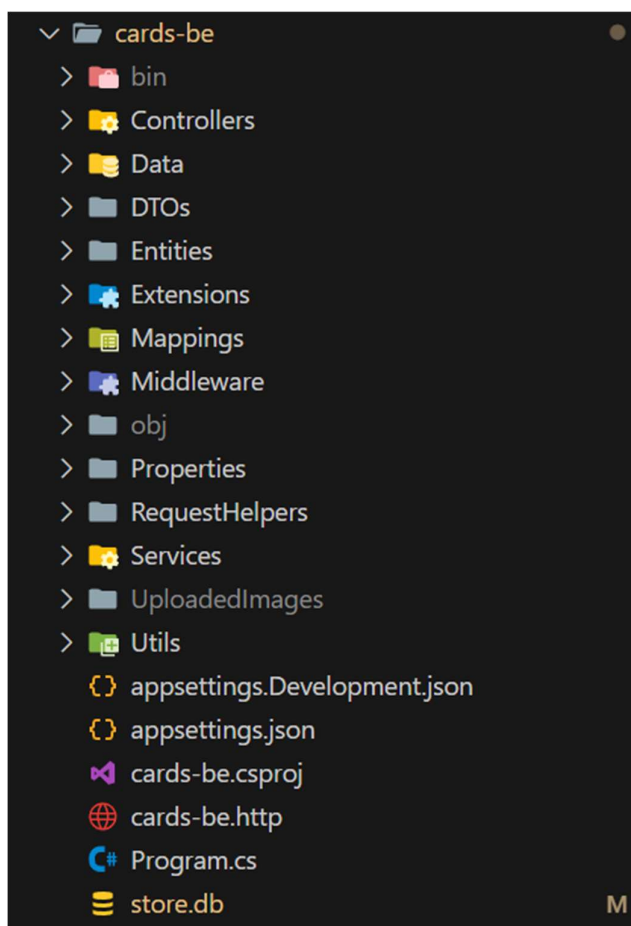 cards-be
bin
Controllers
Data
DTOs
Entities
Extensions
Mappings
Middleware
obj
Properties
RequestHelpers
Services
UploadedImages
Utils
{} appsettings.Development.json
{} appsettings.json
cards-be.csproj
cards-be.http
C# Program.cs
store.db M